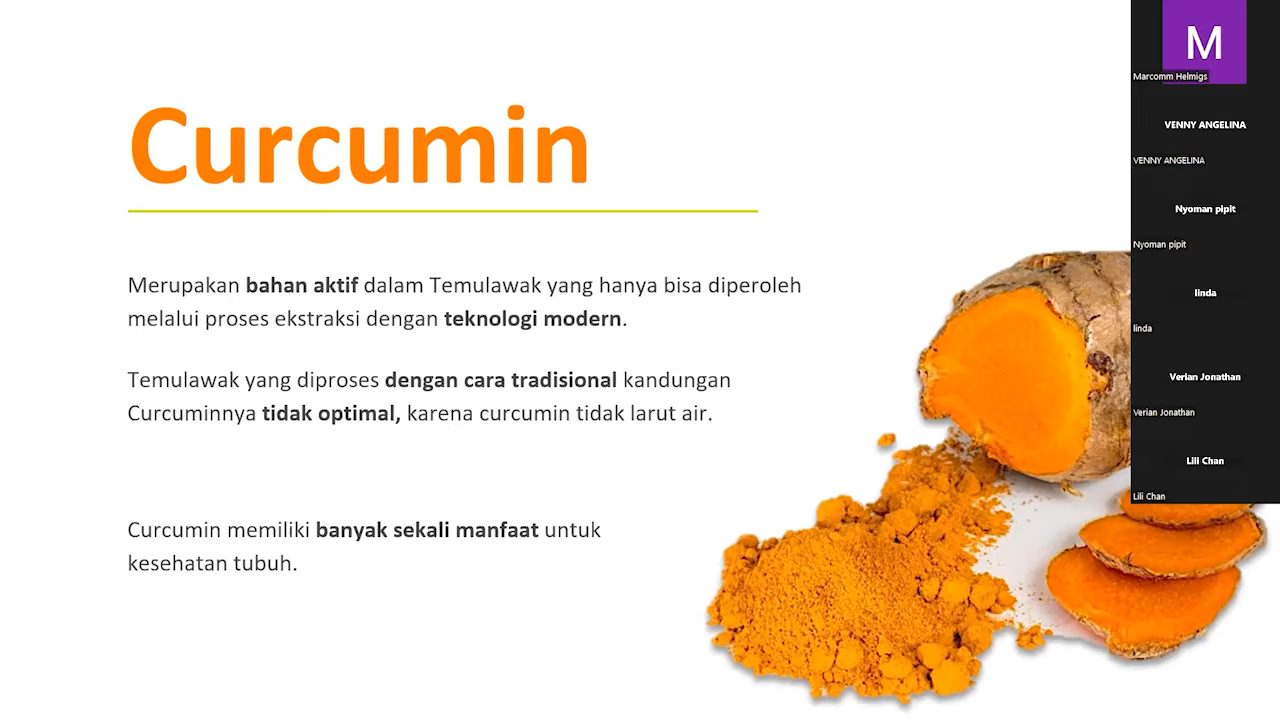 Curcumin
Merupakan bahan aktif dalam Temulawak yang hanya bisa diperoleh
melalui proses ekstraksi dengan teknologi modern.
Temulawak yang diproses dengan cara tradisional kandungan
Curcuminnya tidak optimal, karena curcumin tidak larut air.
Curcumin memiliki banyak sekali manfaat untuk
kesehatan tubuh.
M
Marcomm Helmigs
VENNY ANGELINA
VENNY ANGELINA
Nyoman pipit
Nyoman pipit
linda
linda
Verian Jonathan
Verian Jonathan
Lili Chan
Lili Chan